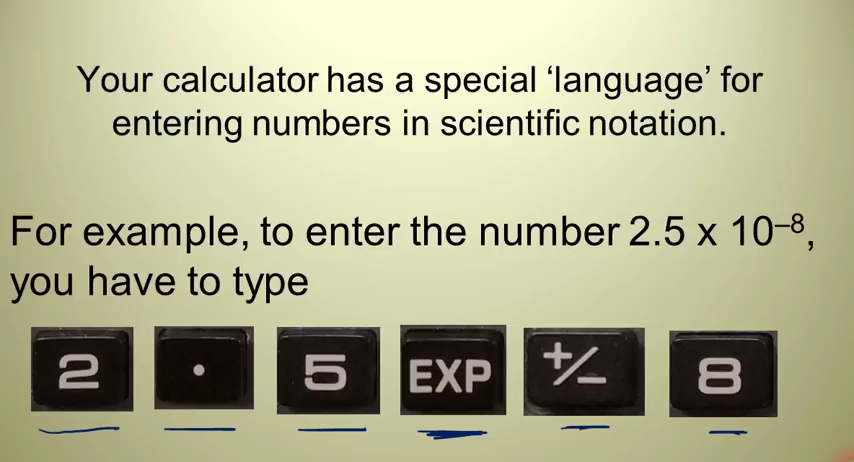 Your calculator has a special ‘language’ for
entering numbers in scientific notation.
For example, to enter the number 2.5 x 10⁻⁸,
you have to type
2 . 5 EXP +/− 8